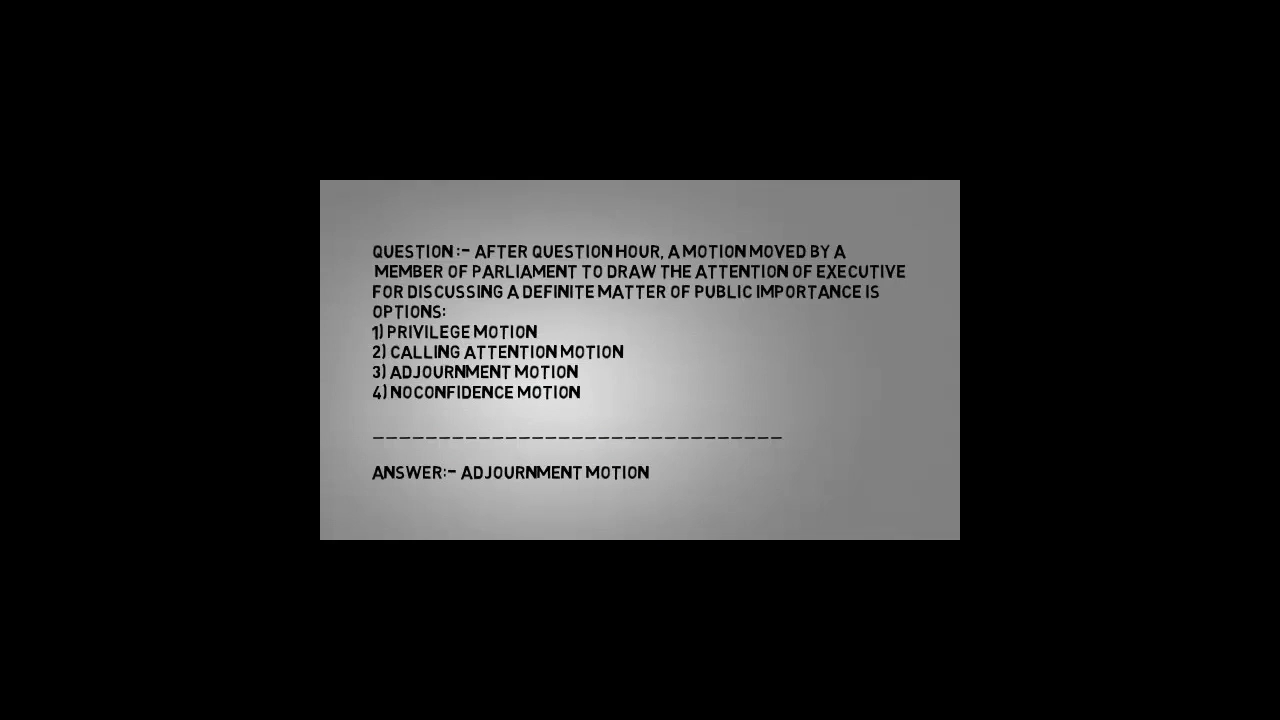 QUESTION :- AFTER QUESTION HOUR, A MOTION MOVED BY A
MEMBER OF PARLIAMENT TO DRAW THE ATTENTION OF EXECUTIVE
FOR DISCUSSING A DEFINITE MATTER OF PUBLIC IMPORTANCE IS
OPTIONS:
1) PRIVILEGE MOTION
2) CALLING ATTENTION MOTION
3) ADJOURNMENT MOTION
4) NOCONFIDENCE MOTION
_______________________________
ANSWER:- ADJOURNMENT MOTION